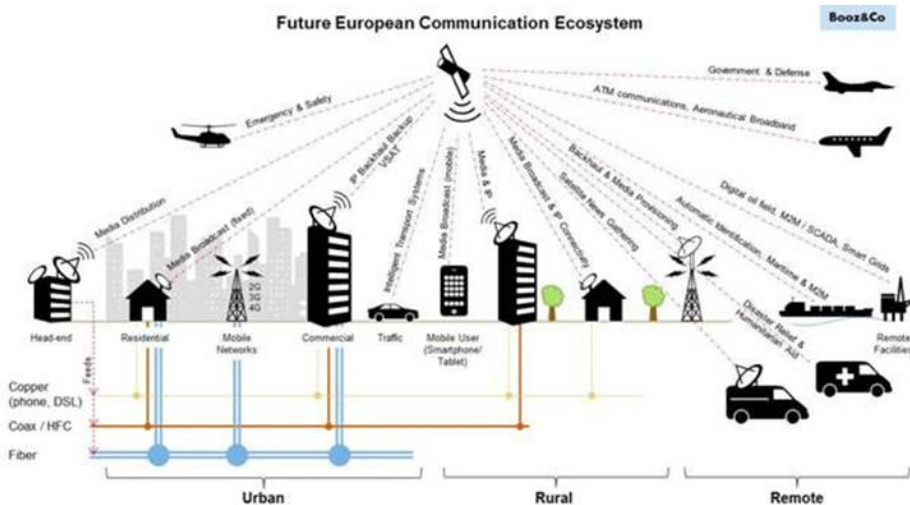 Future European Communication Ecosystem
Booz&Co
Government & Defense
ATM communications, Aeronautical Broadband
Emergency & Safety
IP Backhaul Backup
VSAT
Media Distribution
Media Broadcast (fixed)
Intelligent Transport Systems
Media Broadcast (mobile)
Media & IP
Media Broadcast & IP Connectivity
Satellite News Gathering
Backhaul & Media Provisioning
Automatic Identification, Maritime & M2M
Digital oil field, M2M / SCADA, Smart Grids
Disaster Relief &
Humanitarian Aid
2G
3G
4G
Head-end
Residential
Mobile
Networks
Commercial
Traffic
Mobile User
(Smartphone/
Tablet)
Remote
Facilities
Feeds
Copper
(phone, DSL)
Coax / HFC
Fiber
Urban
Rural
Remote